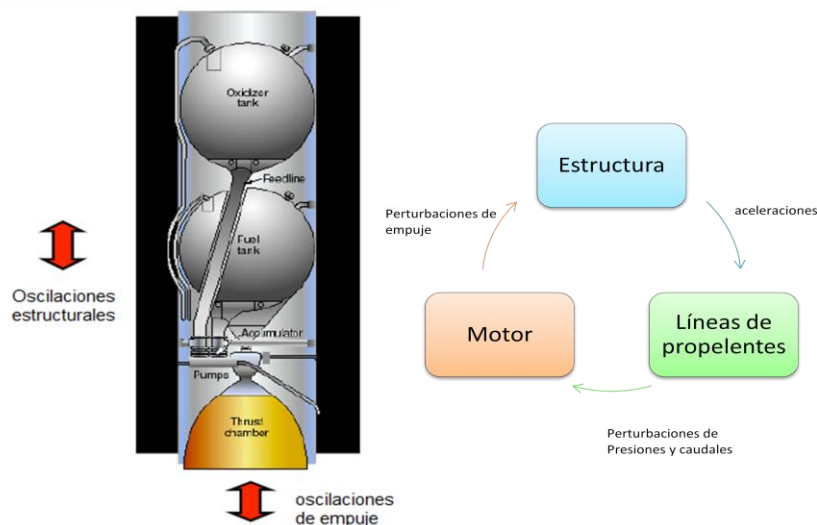 Oxidizer
tank
Feedline
Fuel
tank
Accumulator
Pumps
Thrust
chamber
Oscilaciones
estructurales
oscilaciones
de empuje
Estructura
aceleraciones
Líneas de
propelentes
Perturbaciones de
Presiones y caudales
Motor
Perturbaciones de
empuje